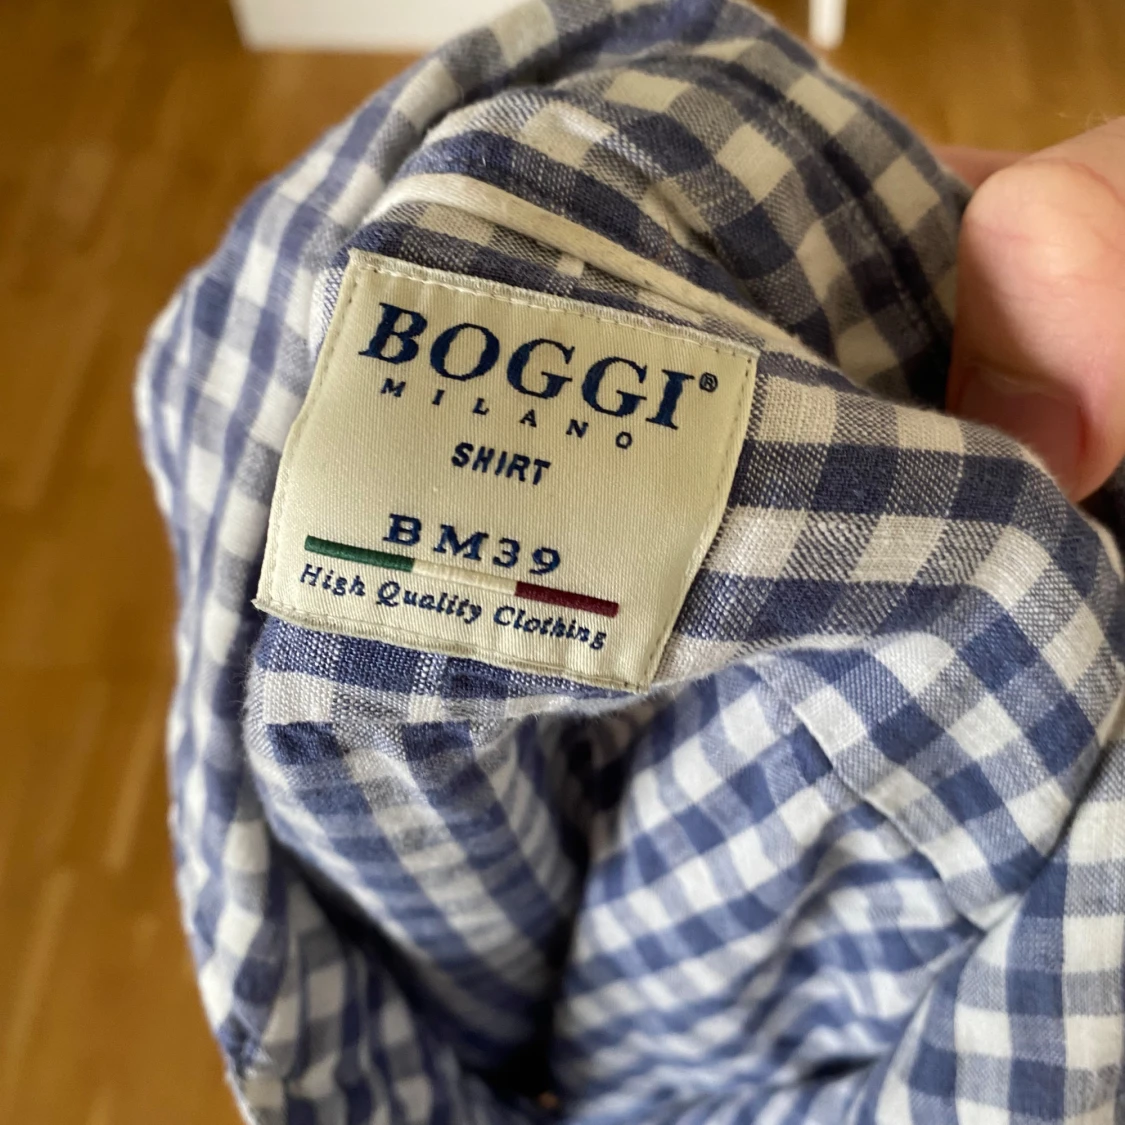 BOGGI®
MILANO
SHIRT
BM39
High Quality Clothing